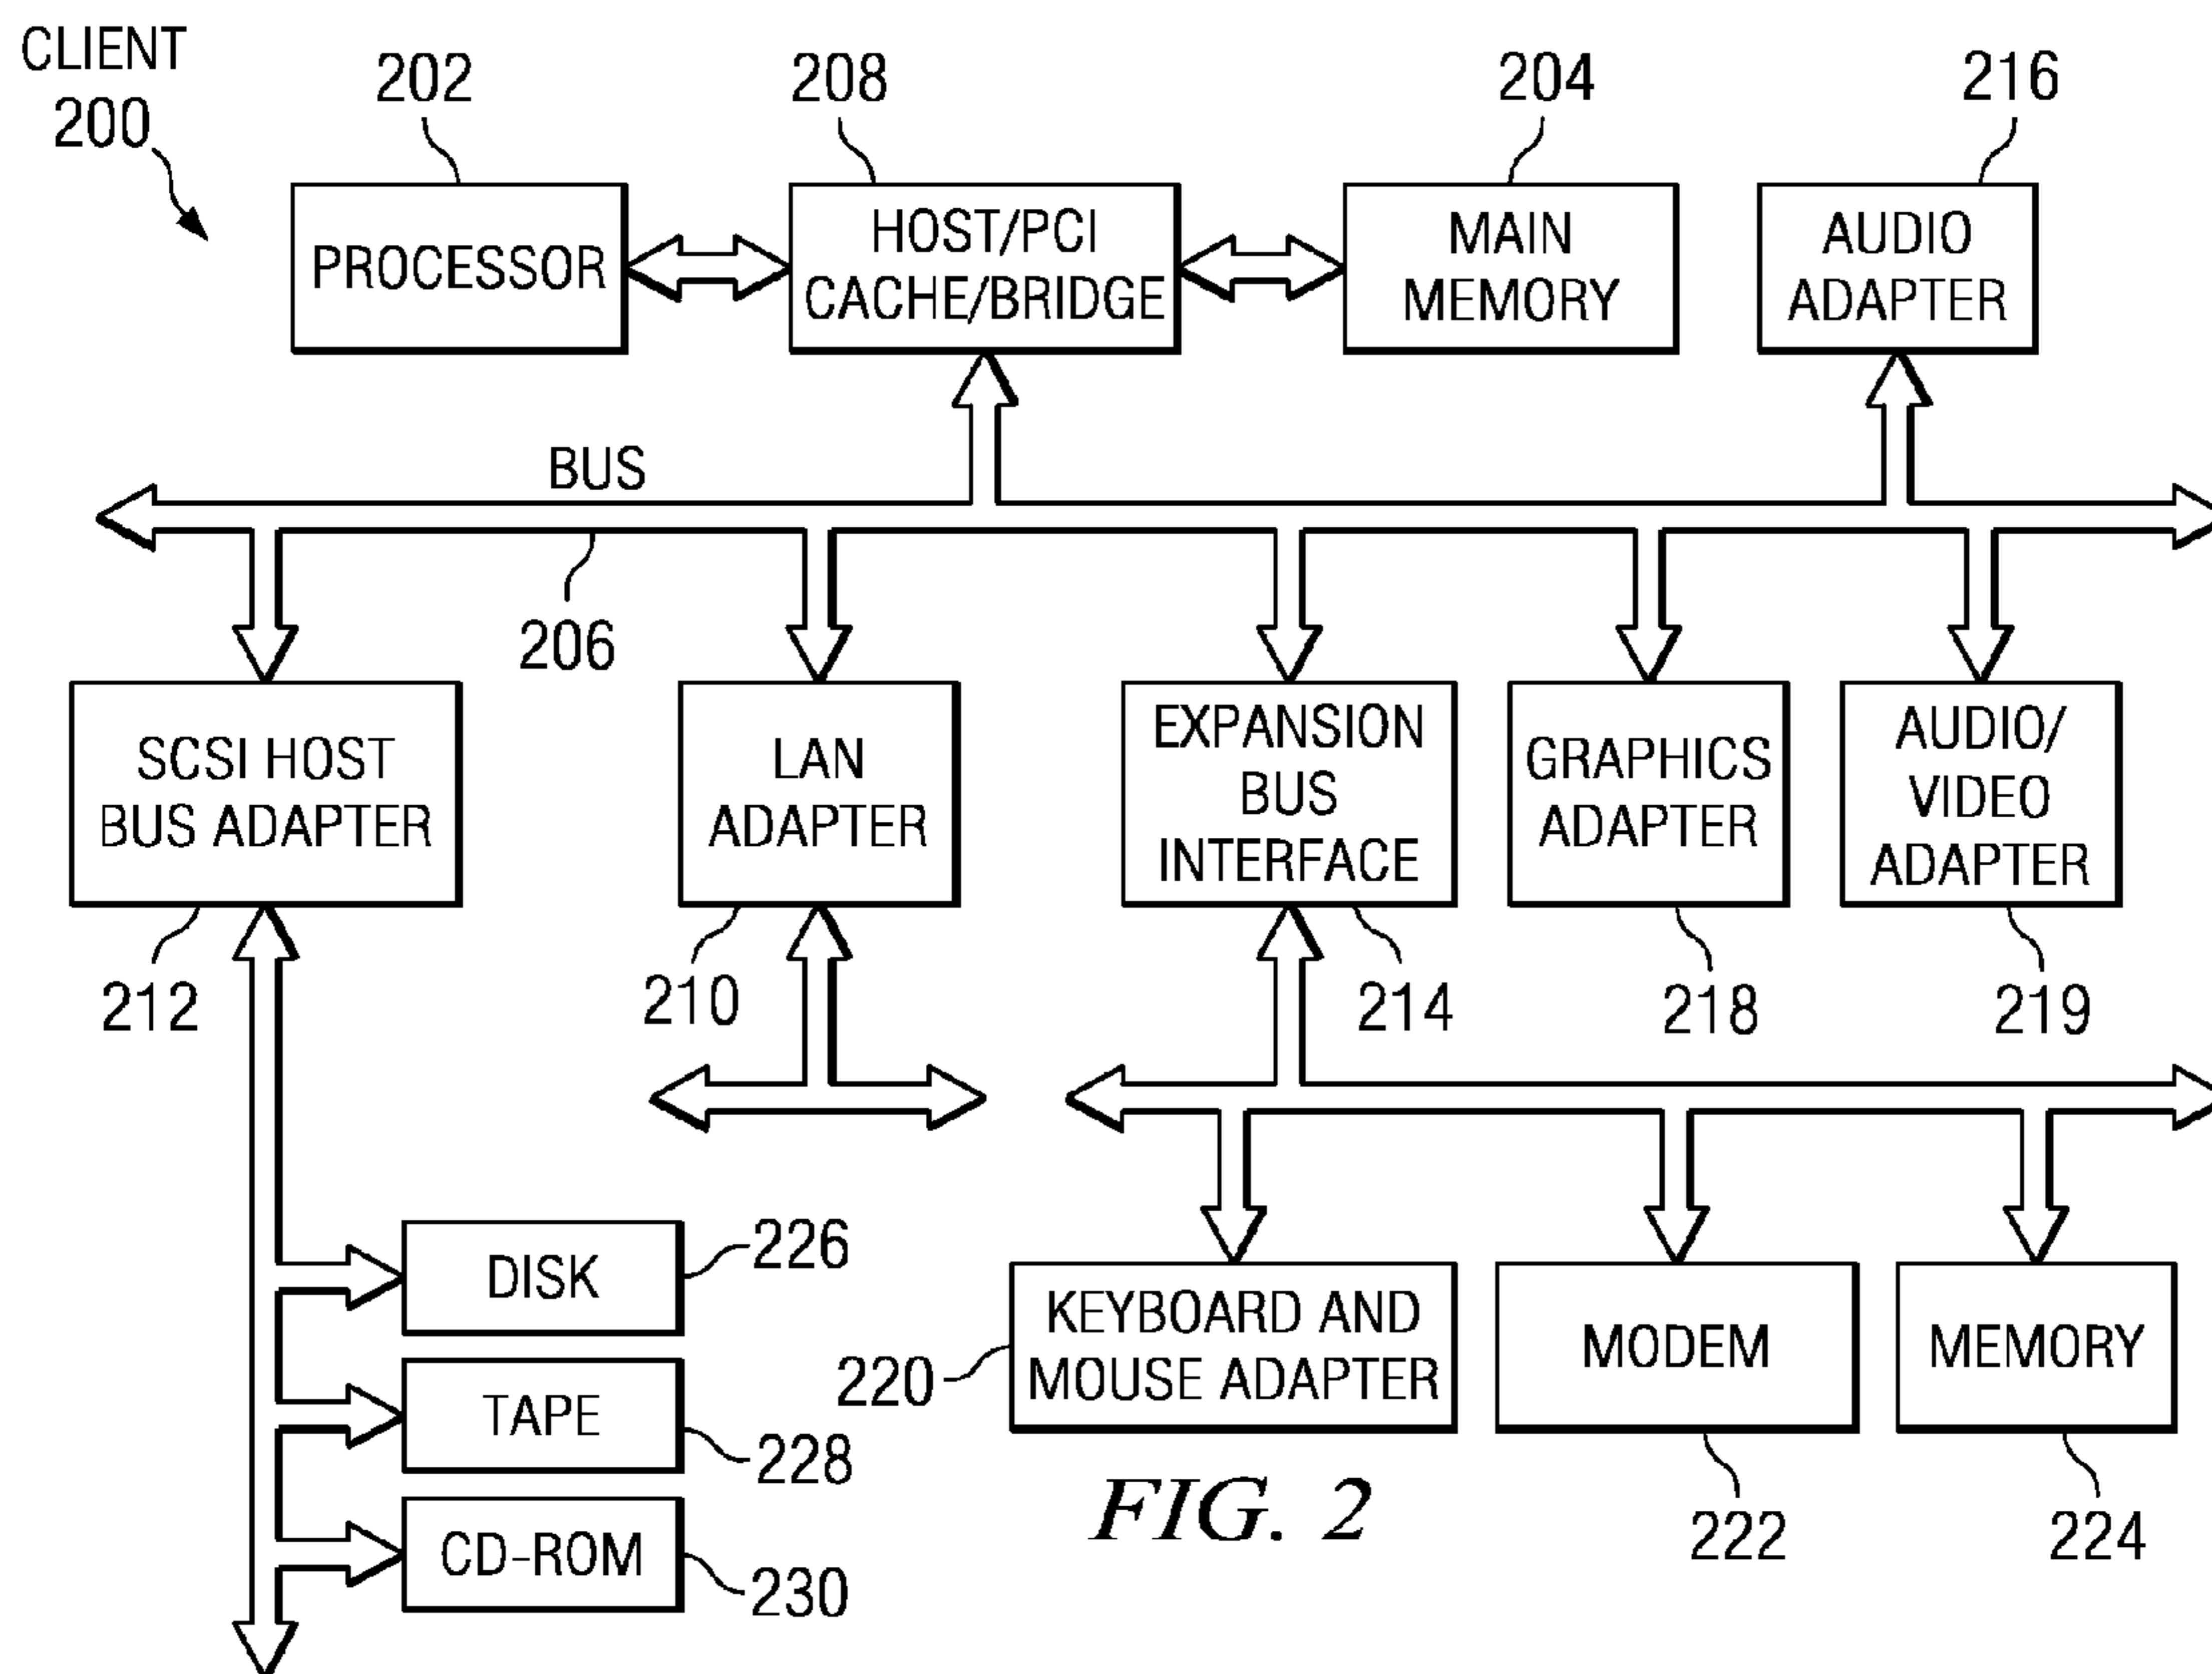 CLIENT
200
202
208
204
216
PROCESSOR
HOST/PCI
CACHE/BRIDGE
MAIN
MEMORY
AUDIO
ADAPTER
BUS
206
SCSI HOST
BUS ADAPTER
LAN
ADAPTER
EXPANSION
BUS
INTERFACE
GRAPHICS
ADAPTER
AUDIO/
VIDEO
ADAPTER
212
210
214
218
219
DISK
226
TAPE
228
CD-ROM
230
220
KEYBOARD AND
MOUSE ADAPTER
MODEM
MEMORY
222
224
FIG. 2